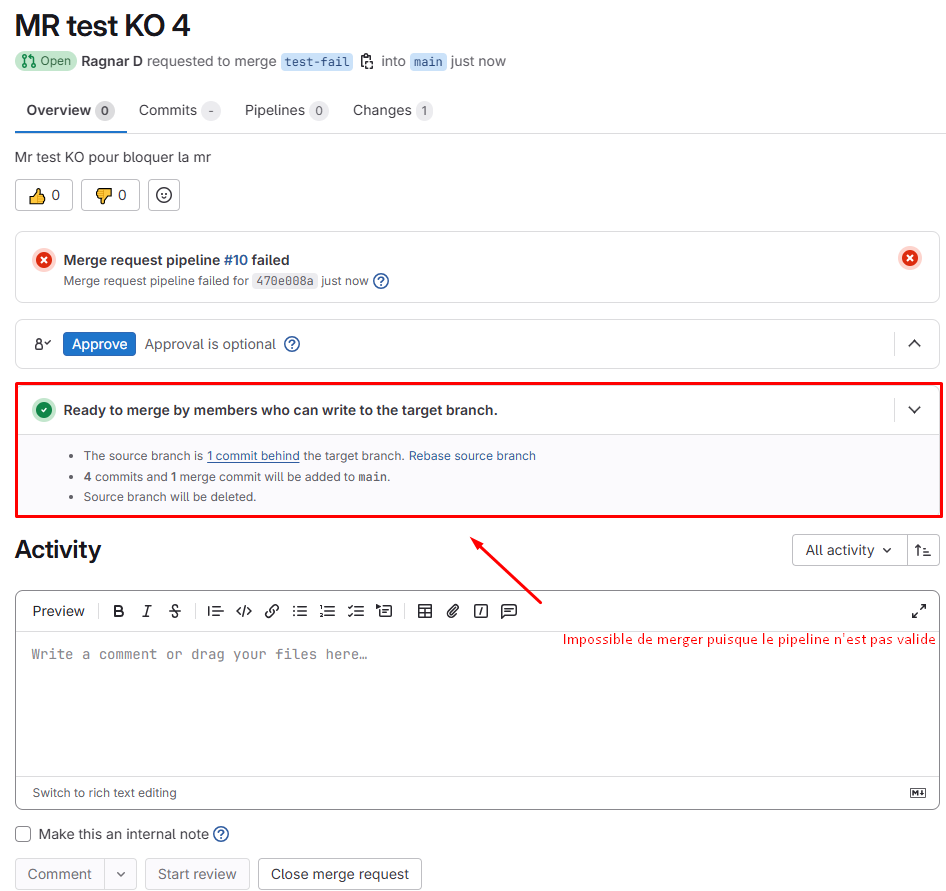 MR test KO 4
Open Ragnar D requested to merge test-fail into main just now
Overview 0 Commits - Pipelines 0 Changes 1
Mr test KO pour bloquer la mr
0 0
Merge request pipeline #10 failed
Merge request pipeline failed for 470e008a just now ?
Approve Approval is optional ?
Ready to merge by members who can write to the target branch.
• The source branch is 1 commit behind the target branch. Rebase source branch
• 4 commits and 1 merge commit will be added to main.
• Source branch will be deleted.
Activity
All activity
Preview B I S
Impossible de merger puisque le pipeline n'est pas valide
Write a comment or drag your files here…
Switch to rich text editing
Make this an internal note ?
Comment Start review Close merge request